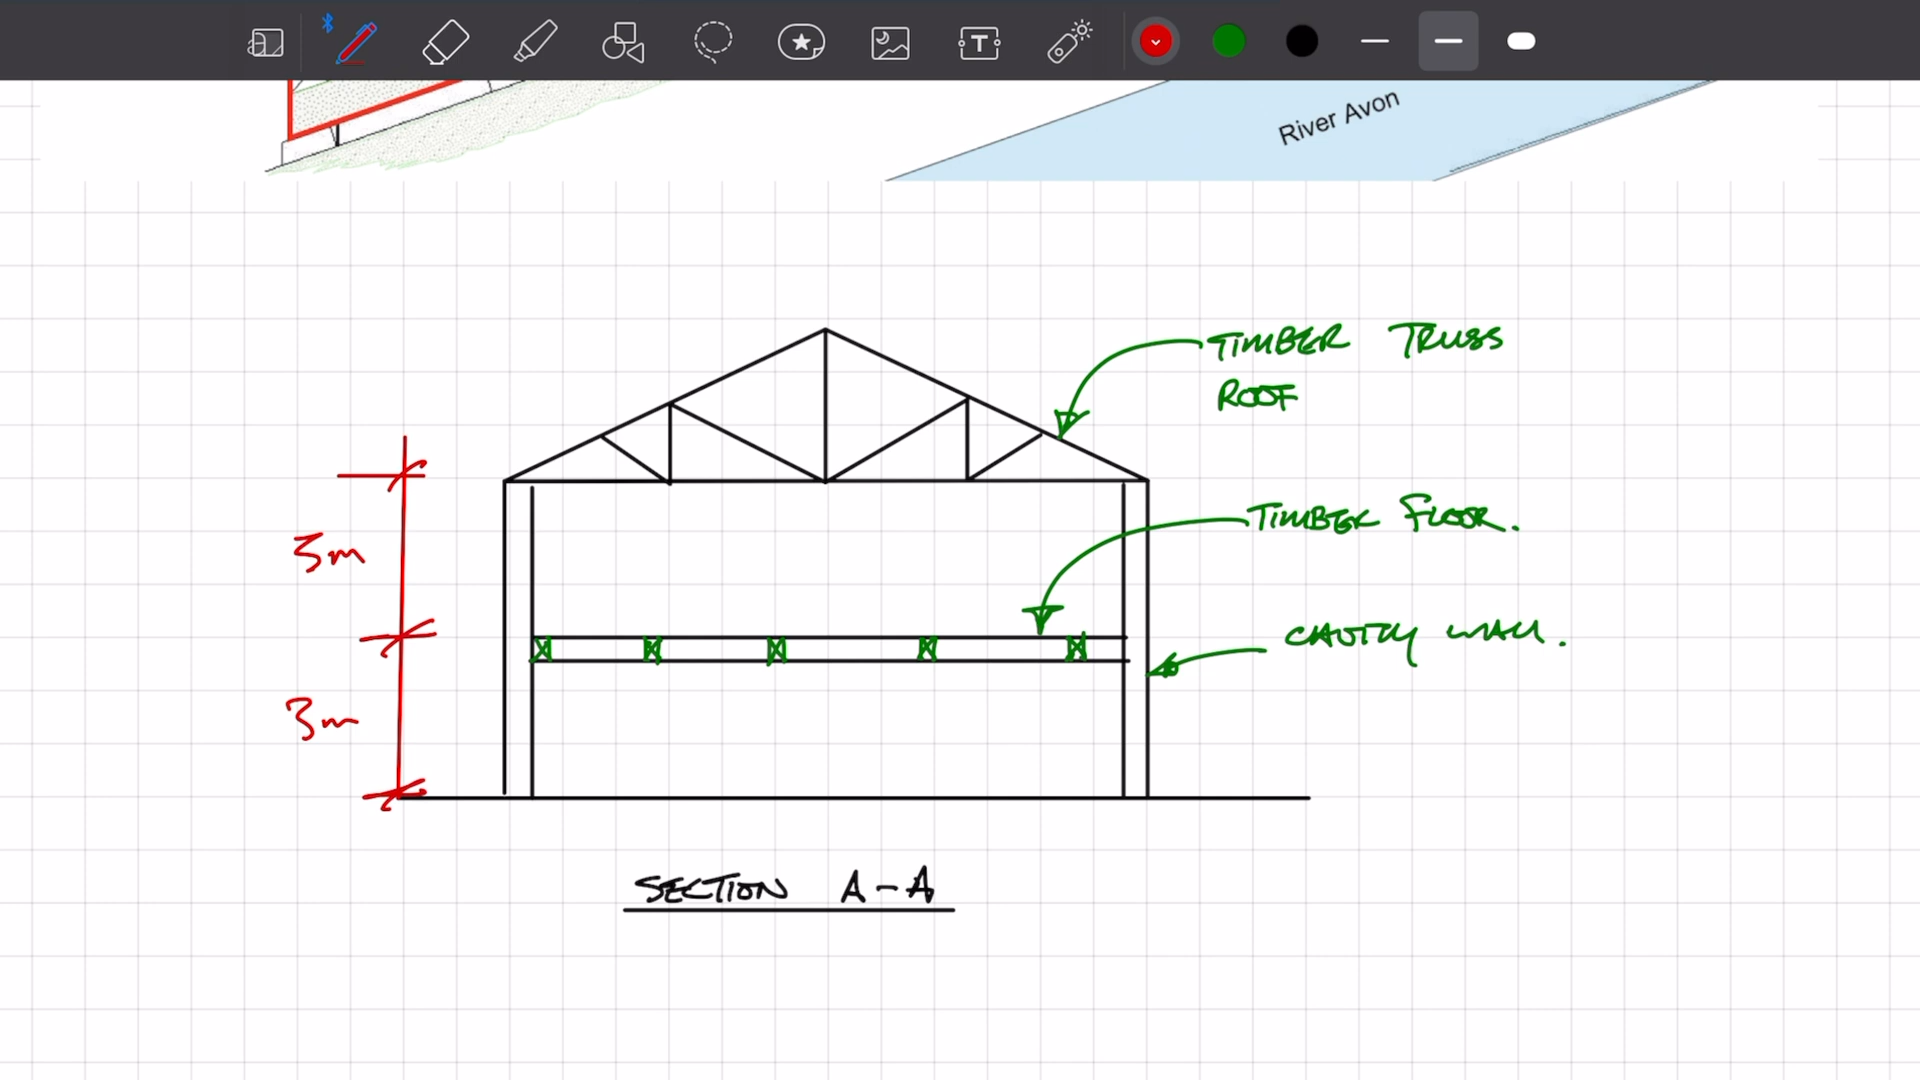 River Avon
TIMBER TRUSS
ROOF
3m
TIMBER FLOOR.
CAVITY WALL.
3m
SECTION A-A